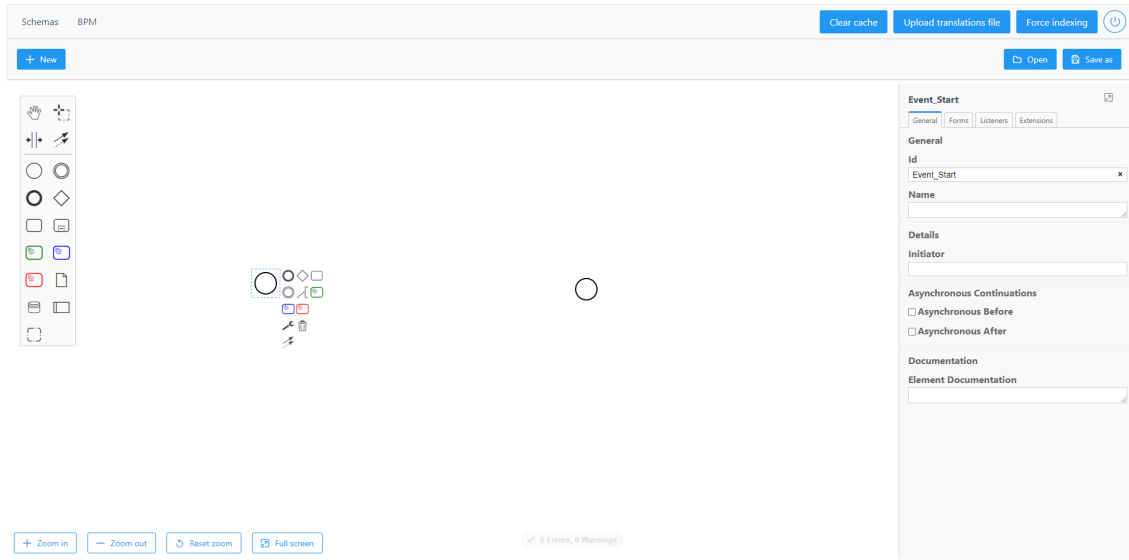 Schemas BPM Clear cache Upload translations file Force indexing
+ New Open Save as
Event_Start
General Forms Listeners Extensions
General
Id
Event_Start x
Name
Details
Initiator
Asynchronous Continuations
Asynchronous Before
Asynchronous After
Documentation
Element Documentation
+ Zoom in − Zoom out Reset zoom Full screen 0 Errors, 0 Warnings